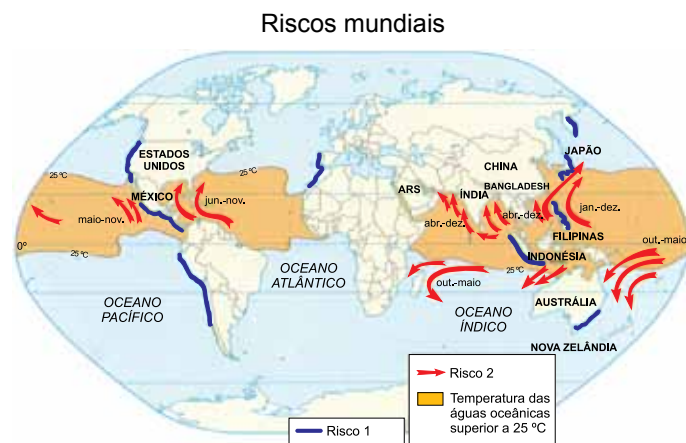 Riscos mundiais
ESTADOS
UNIDOS
25 ºC
25 ºC
MÉXICO
jun.-nov.
maio-nov.
0º
25 ºC
OCEANO
PACÍFICO
OCEANO
ATLÂNTICO
CHINA
JAPÃO
25 ºC
ARS
ÍNDIA
BANGLADESH
abr.-dez.
abr.-dez.
jan.-dez.
FILIPINAS
out.-maio
INDONÉSIA
25 ºC
out.-maio
AUSTRÁLIA
OCEANO
ÍNDICO
NOVA ZELÂNDIA
Risco 2
Temperatura das
águas oceânicas
superior a 25 ºC
Risco 1